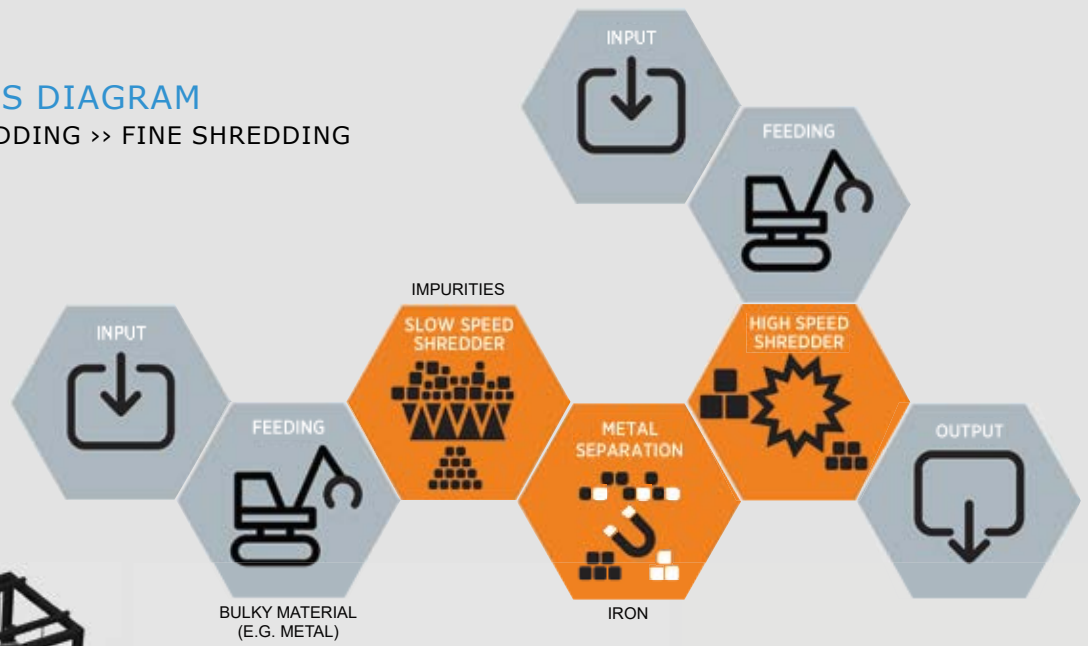 S DIAGRAM
DDING ›› FINE SHREDDING
INPUT
FEEDING
IMPURITIES
SLOW SPEED
SHREDDER
HIGH SPEED
SHREDDER
INPUT
FEEDING
METAL
SEPARATION
OUTPUT
BULKY MATERIAL
(E.G. METAL)
IRON